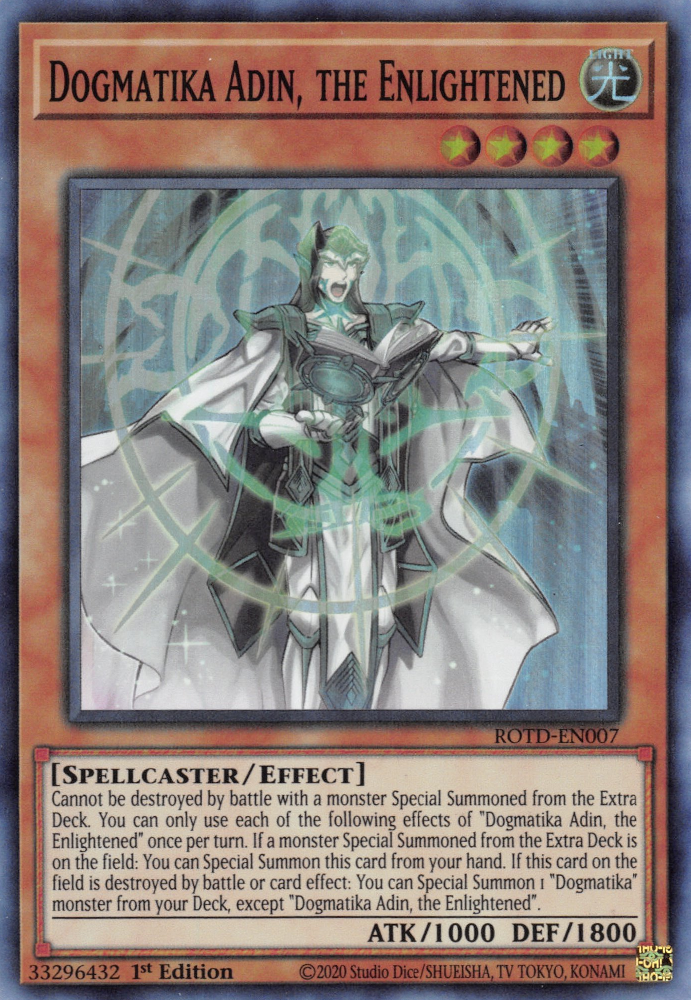 DOGMATIKA ADIN, THE ENLIGHTENED
LIGHT
光
ROTD-EN007
[SPELLCASTER/EFFECT]
Cannot be destroyed by battle with a monster Special Summoned from the Extra
Deck. You can only use each of the following effects of "Dogmatika Adin, the
Enlightened" once per turn. If a monster Special Summoned from the Extra Deck is
on the field: You can Special Summon this card from your hand. If this card on the
field is destroyed by battle or card effect: You can Special Summon 1 "Dogmatika"
monster from your Deck, except "Dogmatika Adin, the Enlightened".
ATK/1000 DEF/1800
33296432 1st Edition ©2020 Studio Dice/SHUEISHA, TV TOKYO, KONAMI